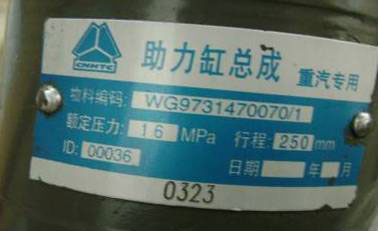 CNHTC
助力缸总成 重汽专用
物料编码: WG9731470070/1
额定压力: 16 MPa 行程: 250 mm
ID: 00036 日期 年 月
0323